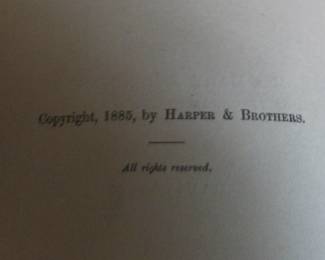 Copyright, 1885, by HARPER & BROTHERS.
All rights reserved.